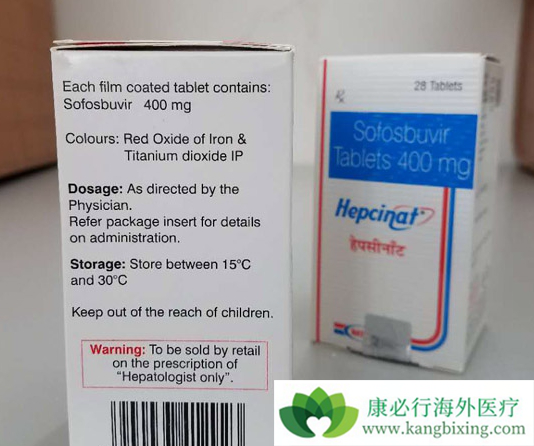 Each film coated tablet contains:
Sofosbuvir 400 mg
Colours: Red Oxide of Iron &
Titanium dioxide IP
Dosage: As directed by the
Physician.
Refer package insert for details
on administration.
Storage: Store between 15°C
and 30°C
Keep out of the reach of children.
Warning: To be sold by retail
on the prescription of
"Hepatologist only".
Rx
28 Tablets
Sofosbuvir
Tablets 400 mg
Hepcinat
हेपसीनॉट
康必行海外医疗
www.kangbixing.com